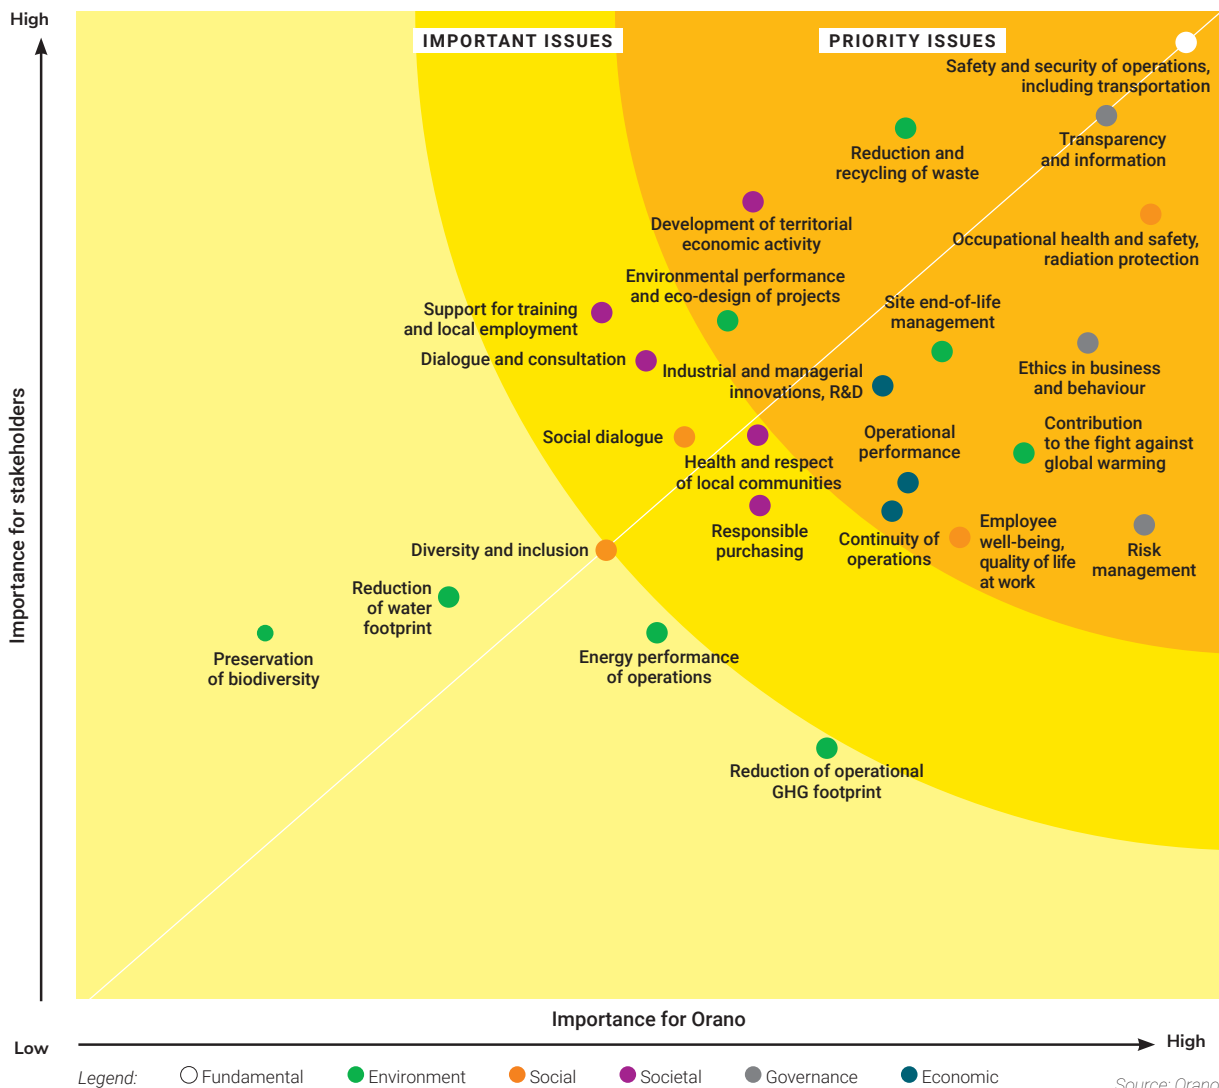 High
IMPORTANT ISSUES
PRIORITY ISSUES
Safety and security of operations,
including transportation
Transparency
and information
Reduction and
recycling of waste
Development of territorial
economic activity
Occupational health and safety,
radiation protection
Environmental performance
and eco-design of projects
Site end-of-life
management
Support for training
and local employment
Dialogue and consultation
Industrial and managerial
innovations, R&D
Ethics in business
and behaviour
Social dialogue
Operational
performance
Contribution
to the fight against
global warming
Health and respect
of local communities
Responsible
purchasing
Continuity of
operations
Employee
well-being,
quality of life
at work
Risk
management
Diversity and inclusion
Reduction
of water
footprint
Preservation
of biodiversity
Energy performance
of operations
Reduction of operational
GHG footprint
Importance for stakeholders
Importance for Orano
Low
High
Legend:
Fundamental
Environment
Social
Societal
Governance
Economic
Source: Orano